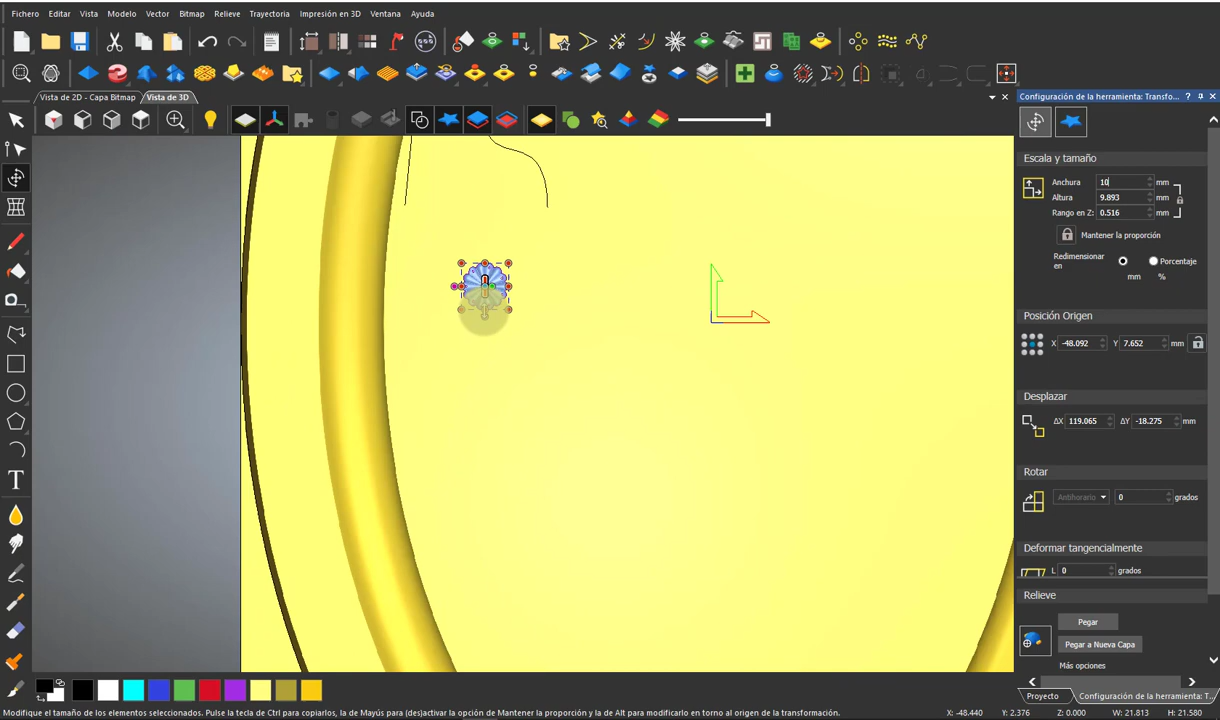 Fichero Editar Vista Modelo Vector Bitmap Relieve Trayectoria Impresión en 3D Ventana Ayuda
Vista de 2D - Capa Bitmap Vista de 3D
Configuración de la herramienta: Transfo...
Escala y tamaño
Anchura 10 mm
Altura 9.893 mm
Rango en Z: 0.516 mm
Mantener la proporción
Redimensionar en
mm
Porcentaje
%
Posición Origen
X -48.092 Y 7.652 mm
Desplazar
ΔX 119.065 ΔY -18.275 mm
Rotar
Antihorario 0 grados
Deformar tangencialmente
L 0 grados
Relieve
Pegar
Pegar a Nueva Capa
Más opciones
Proyecto Configuración de la herramienta: T...
Modifique el tamaño de los elementos seleccionados. Pulse la tecla de Ctrl para copiarlos, la de Mayús para (des)activar la opción de Mantener la proporción y la de Alt para modificarlo en torno al origen de la transformación.
X: -48.440 Y: 2.376 Z: 0.000 W: 21.813 H: 21.580